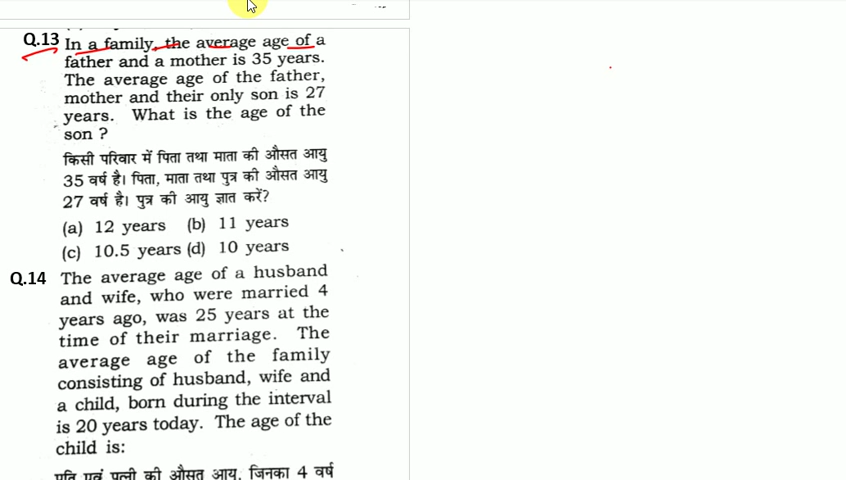 Q.13 In a family, the average age of a
father and a mother is 35 years.
The average age of the father,
mother and their only son is 27
years. What is the age of the
son ?
किसी परिवार में पिता तथा माता की औसत आयु
35 वर्ष है। पिता, माता तथा पुत्र की औसत आयु
27 वर्ष है। पुत्र की आयु ज्ञात करें?
(a) 12 years (b) 11 years
(c) 10.5 years (d) 10 years
Q.14 The average age of a husband
and wife, who were married 4
years ago, was 25 years at the
time of their marriage. The
average age of the family
consisting of husband, wife and
a child, born during the interval
is 20 years today. The age of the
child is:
पति एवं पत्नी की औसत आयु, जिनका 4 वर्ष